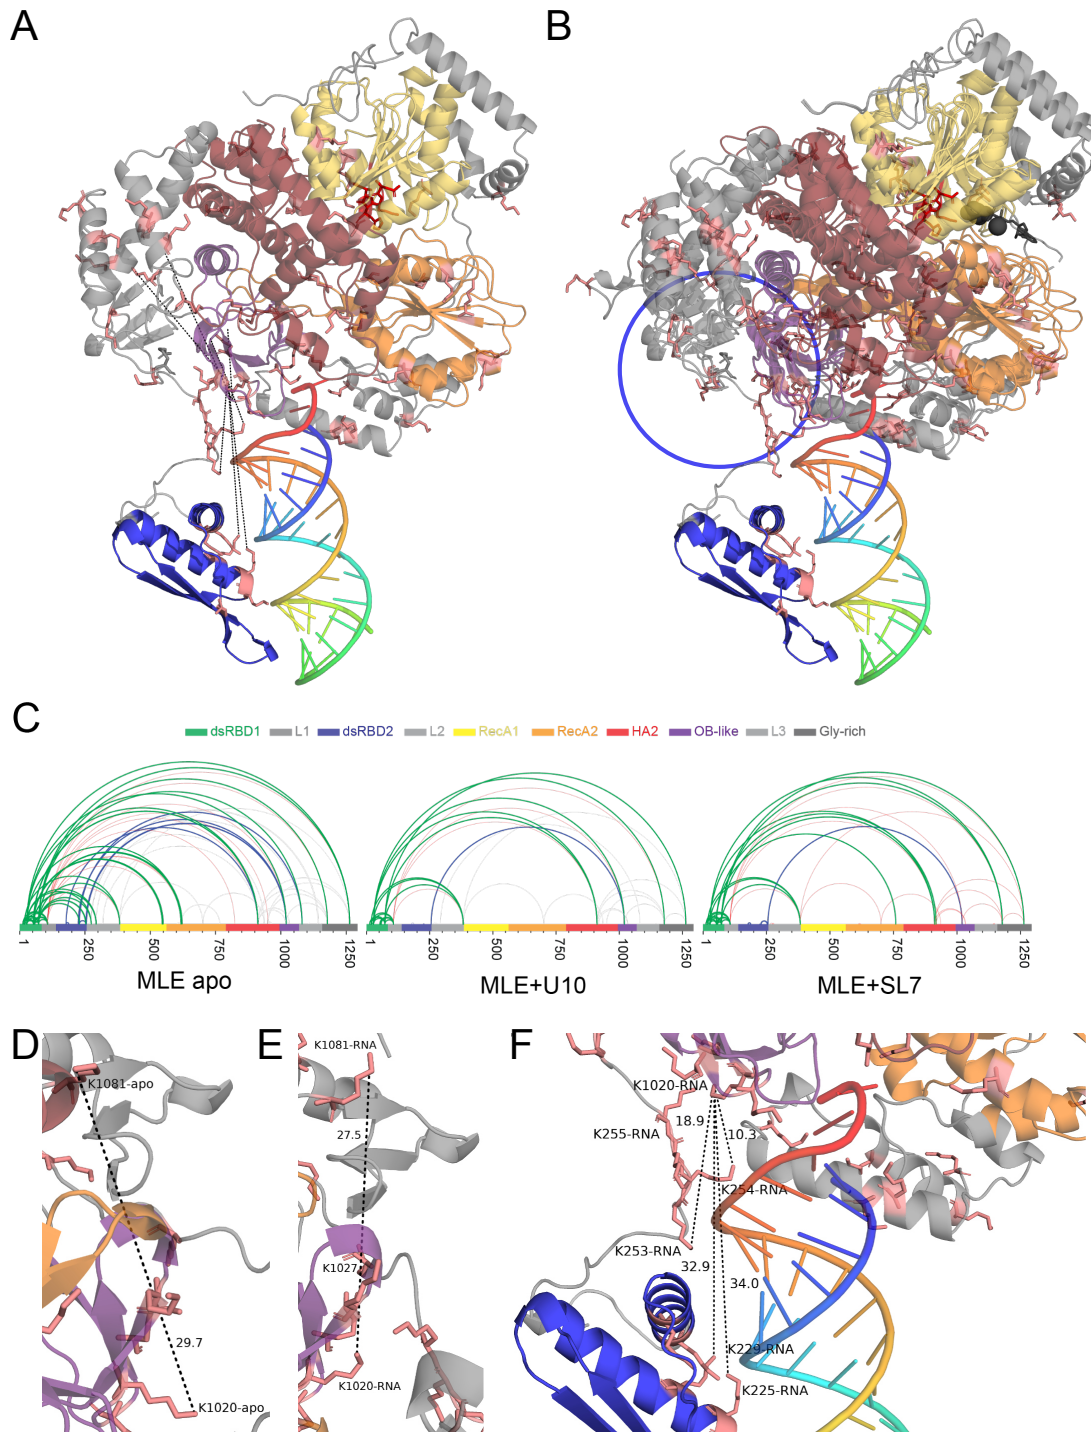 A
B
C
dsRBD1 L1 dsRBD2 L2 RecA1 RecA2 HA2 OB-like L3 Gly-rich
1 250 500 750 1000 1250
1 250 500 750 1000 1250
1 250 500 750 1000 1250
MLE apo
MLE+U10
MLE+SL7
D
K1081-apo
29.7
K1020-apo
E
K1081-RNA
27.5
K1027
K1020-RNA
F
K1020-RNA
18.9
K255-RNA
10.3
K254-RNA
K253-RNA
32.9
34.0
K229-RNA
K225-RNA